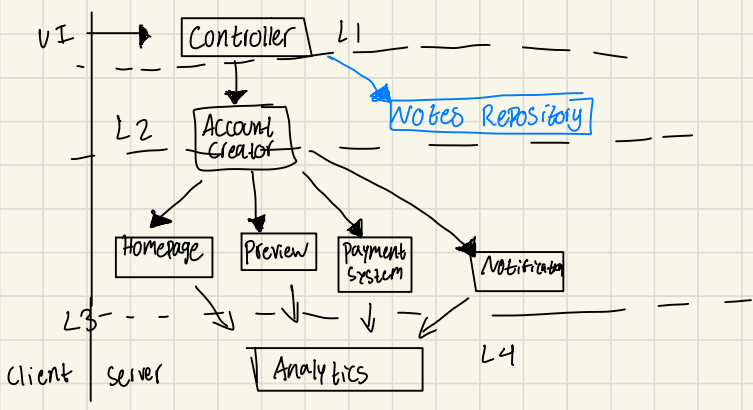 UI
Controller
L1
Notes Repository
L2
Account
Creator
Homepage
Preview
Payment
System
Notification
L3
L4
Client
Server
Analytics